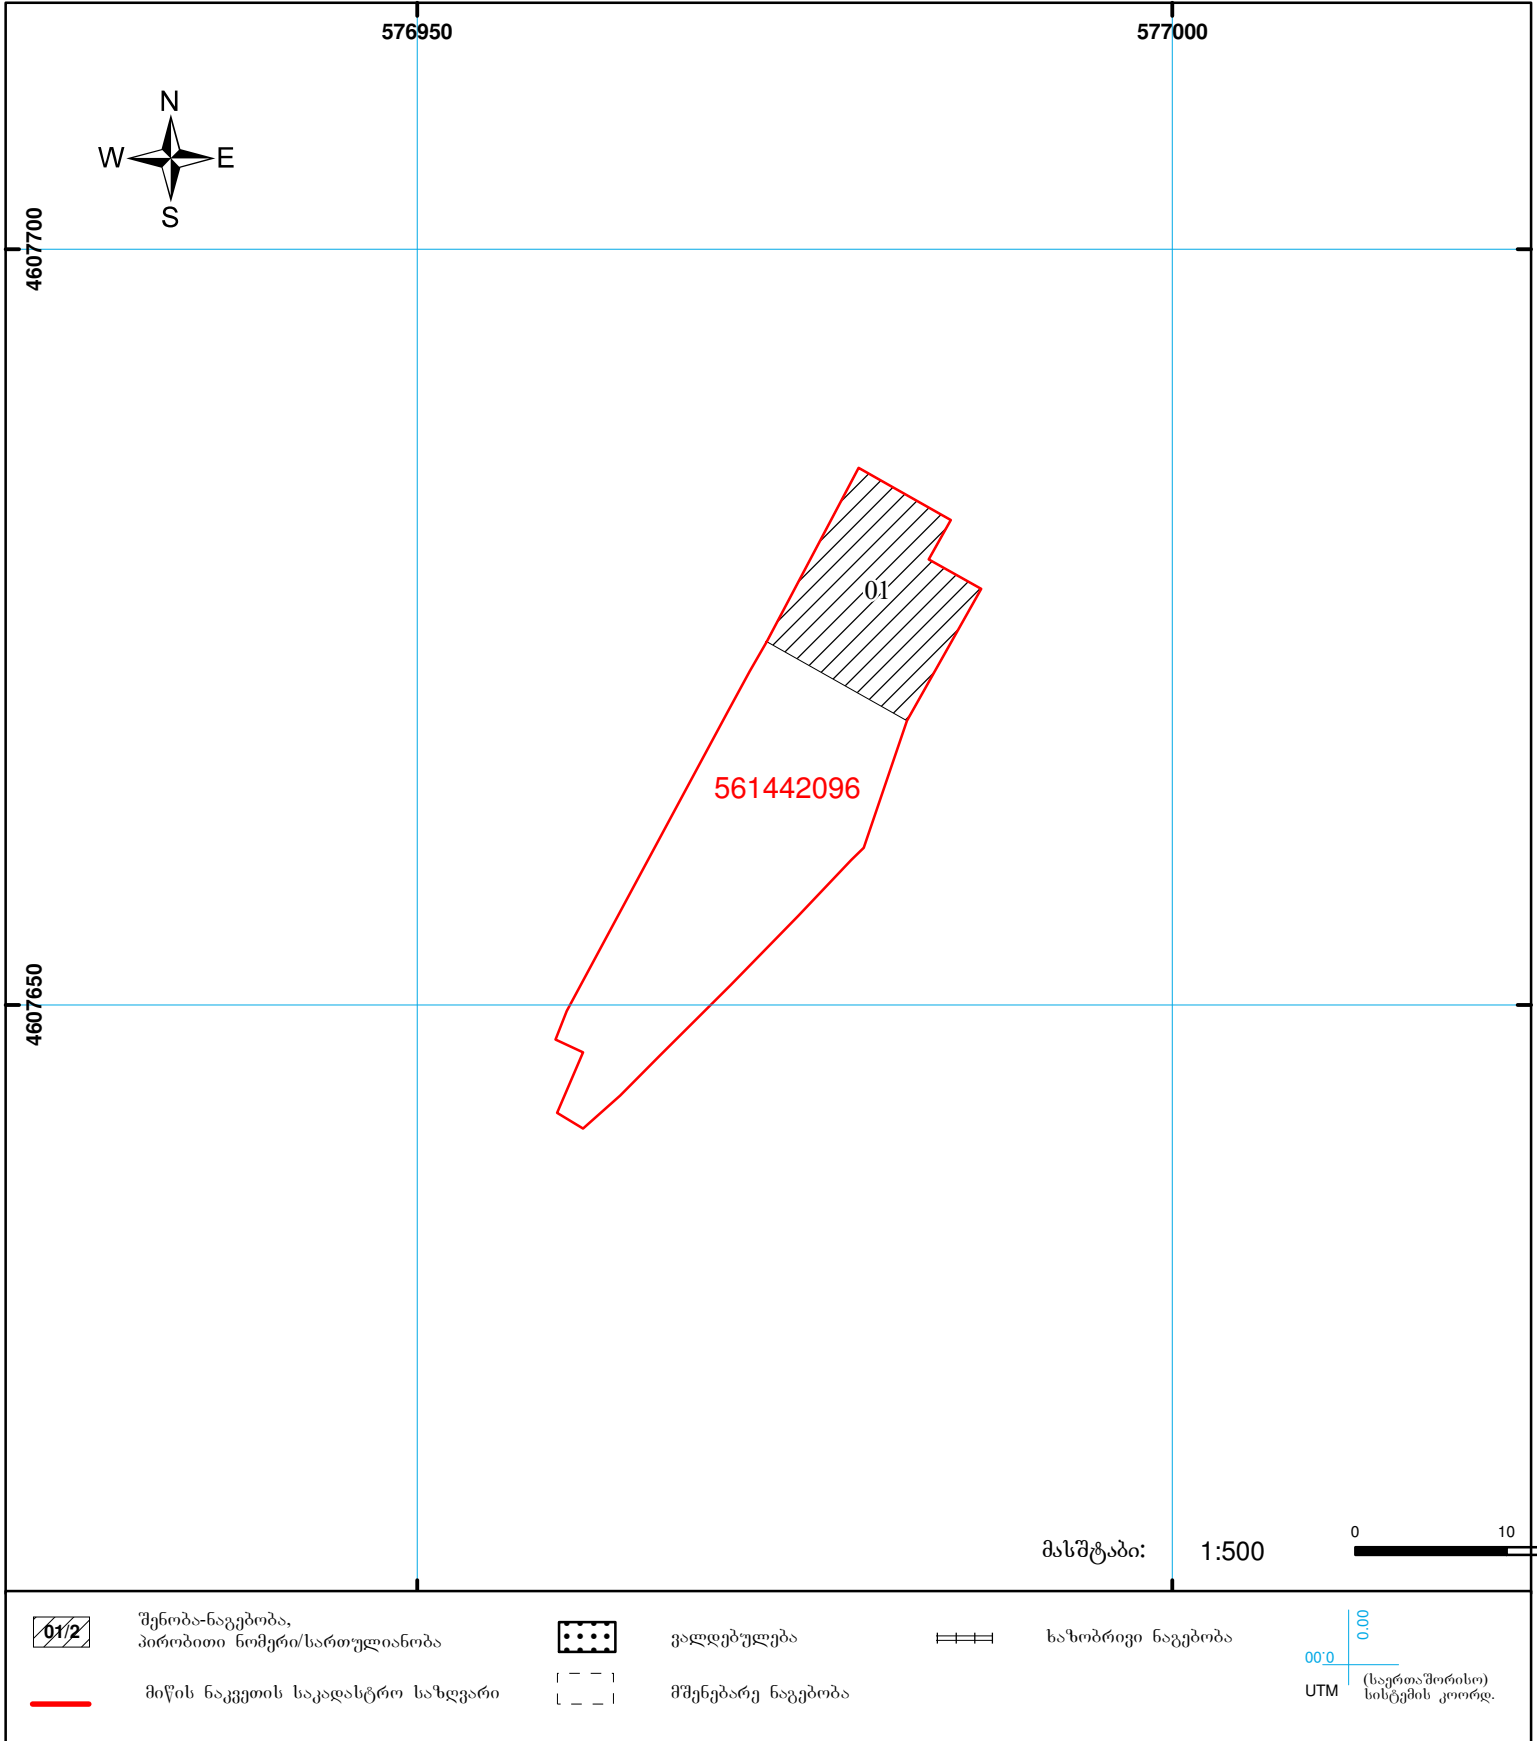 576950 577000
N
W E
S
4607700
01
561442096
4607650
მასშტაბი: 1:500
0 10
01/2
შენობა-ნაგებობა,
პირობითი ნომერი/სართულიანობა
ვალდებულება
ხაზობრივი ნაგებობა
მიწის ნაკვეთის საკადასტრო საზღვარი
მშენებარე ნაგებობა
00'0
00'0
UTM
(საერთაშორისო)
სისტემის კოორდ.